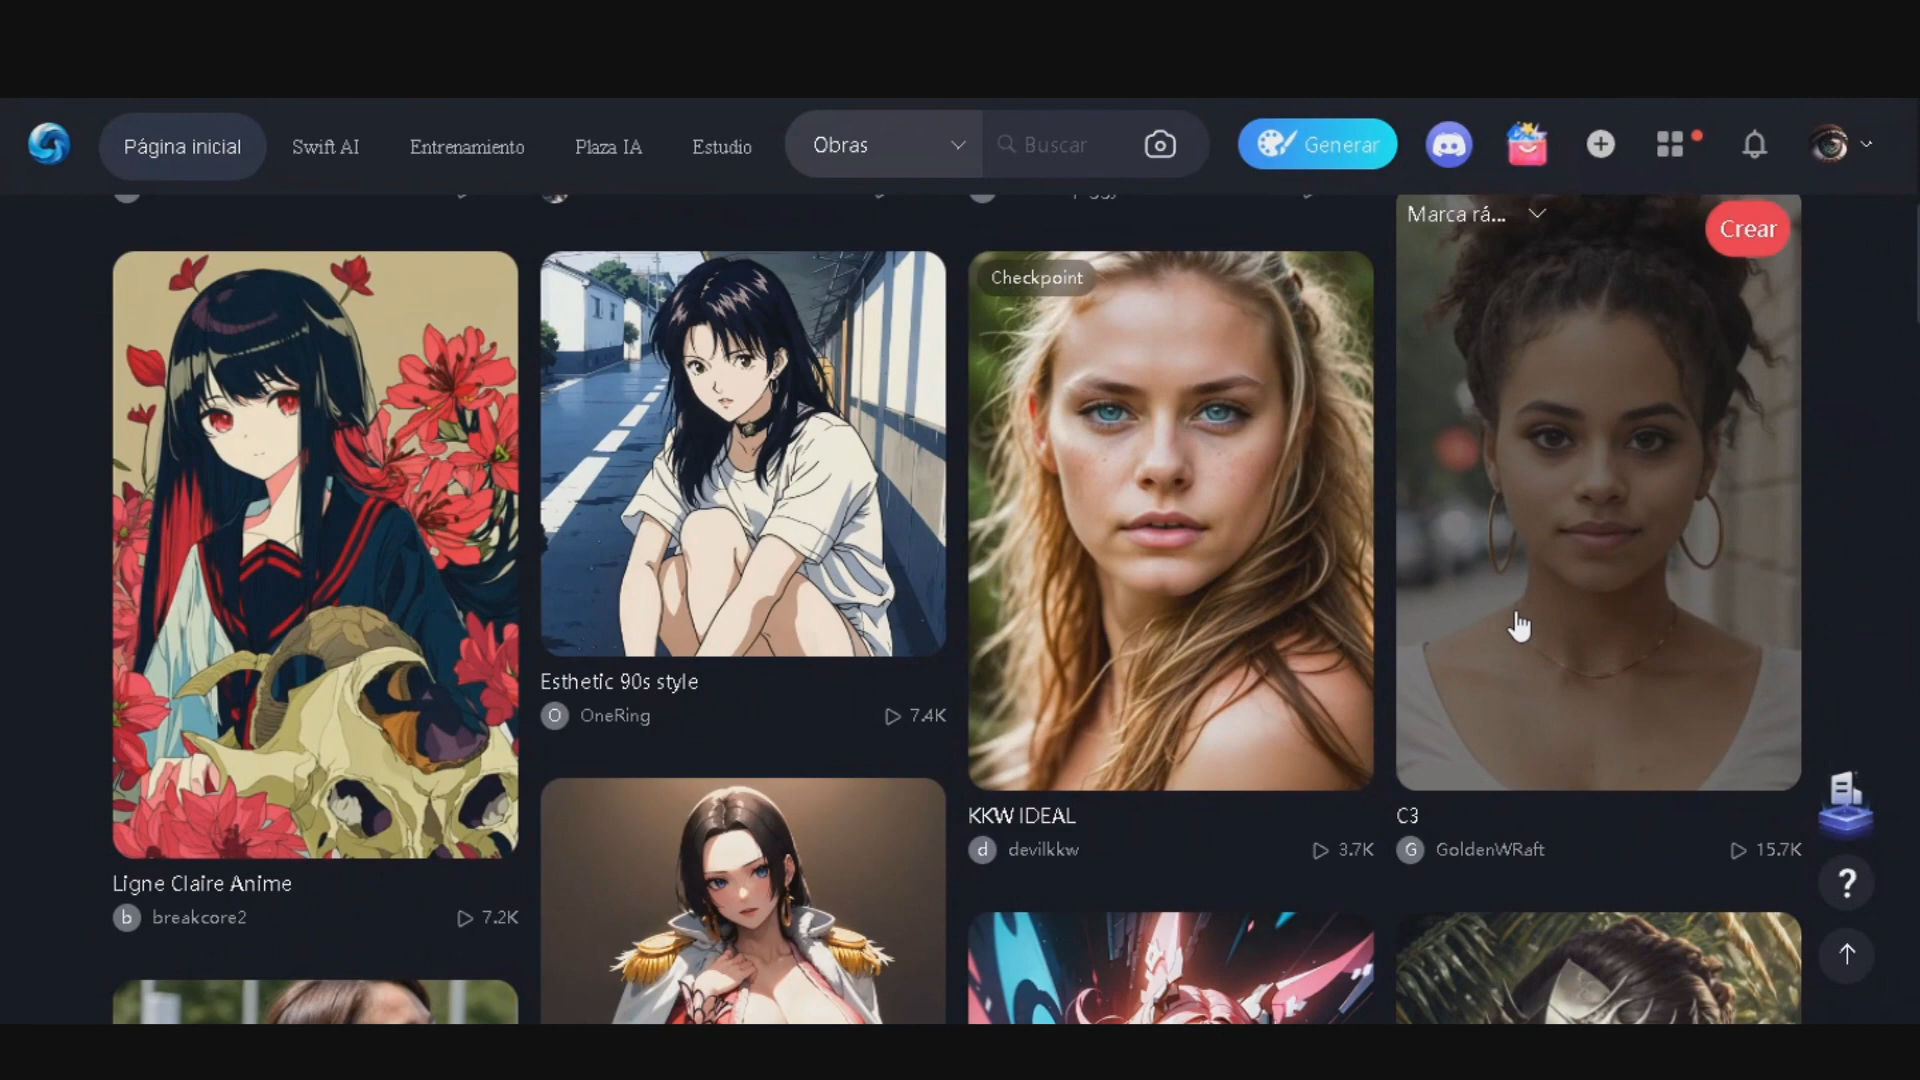 Página inicial
Swift AI
Entrenamiento
Plaza IA
Estudio
Obras
Buscar
Generar
Marca rá...
Crear
Checkpoint
Esthetic 90s style
O OneRing
7.4K
KKW IDEAL
d devilkkw
3.7K
C3
G GoldenWRaft
15.7K
Ligne Claire Anime
b breakcore2
7.2K
?